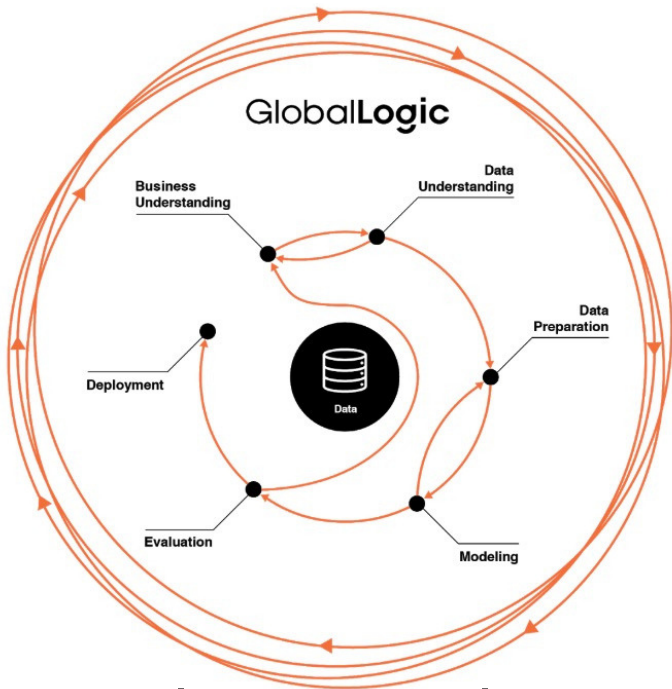 GlobalLogic
Data
Understanding
Business
Understanding
Data
Preparation
Deployment
Data
Evaluation
Modeling